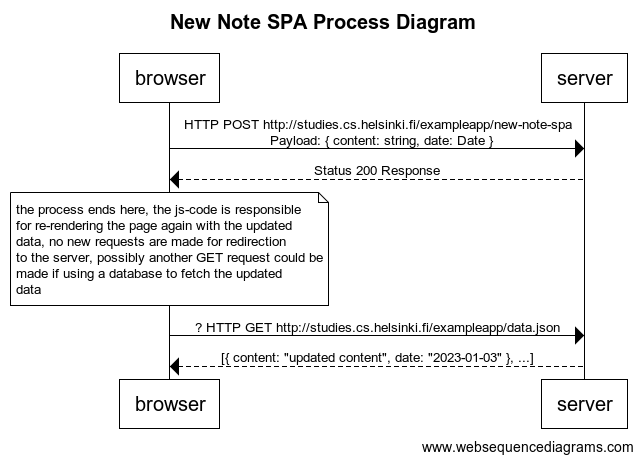 New Note SPA Process Diagram
browser
server
HTTP POST http://studies.cs.helsinki.fi/exampleapp/new-note-spa
Payload: { content: string, date: Date }
Status 200 Response
the process ends here, the js-code is responsible
for re-rendering the page again with the updated
data, no new requests are made for redirection
to the server, possibly another GET request could be
made if using a database to fetch the updated
data
? HTTP GET http://studies.cs.helsinki.fi/exampleapp/data.json
[{ content: "updated content", date: "2023-01-03" }, ...]
browser
server
www.websequencediagrams.com